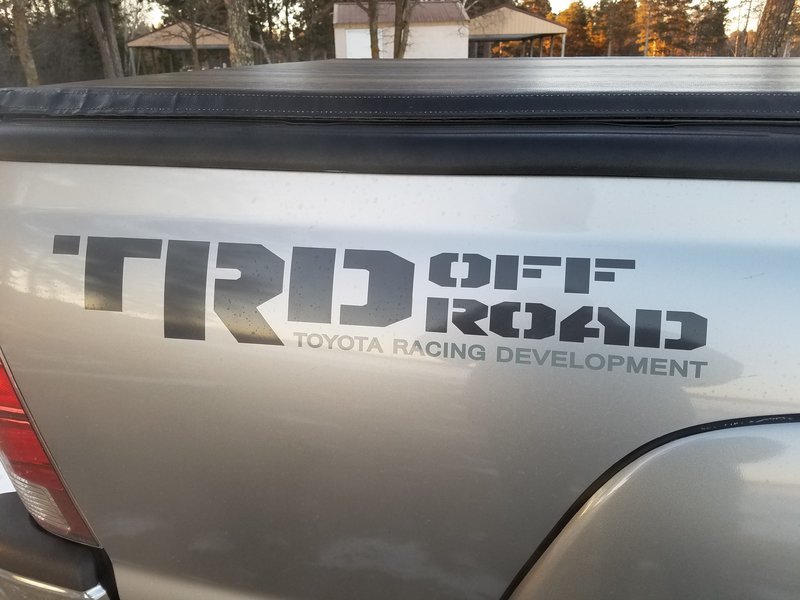 TRD OFF
ROAD
TOYOTA RACING DEVELOPMENT